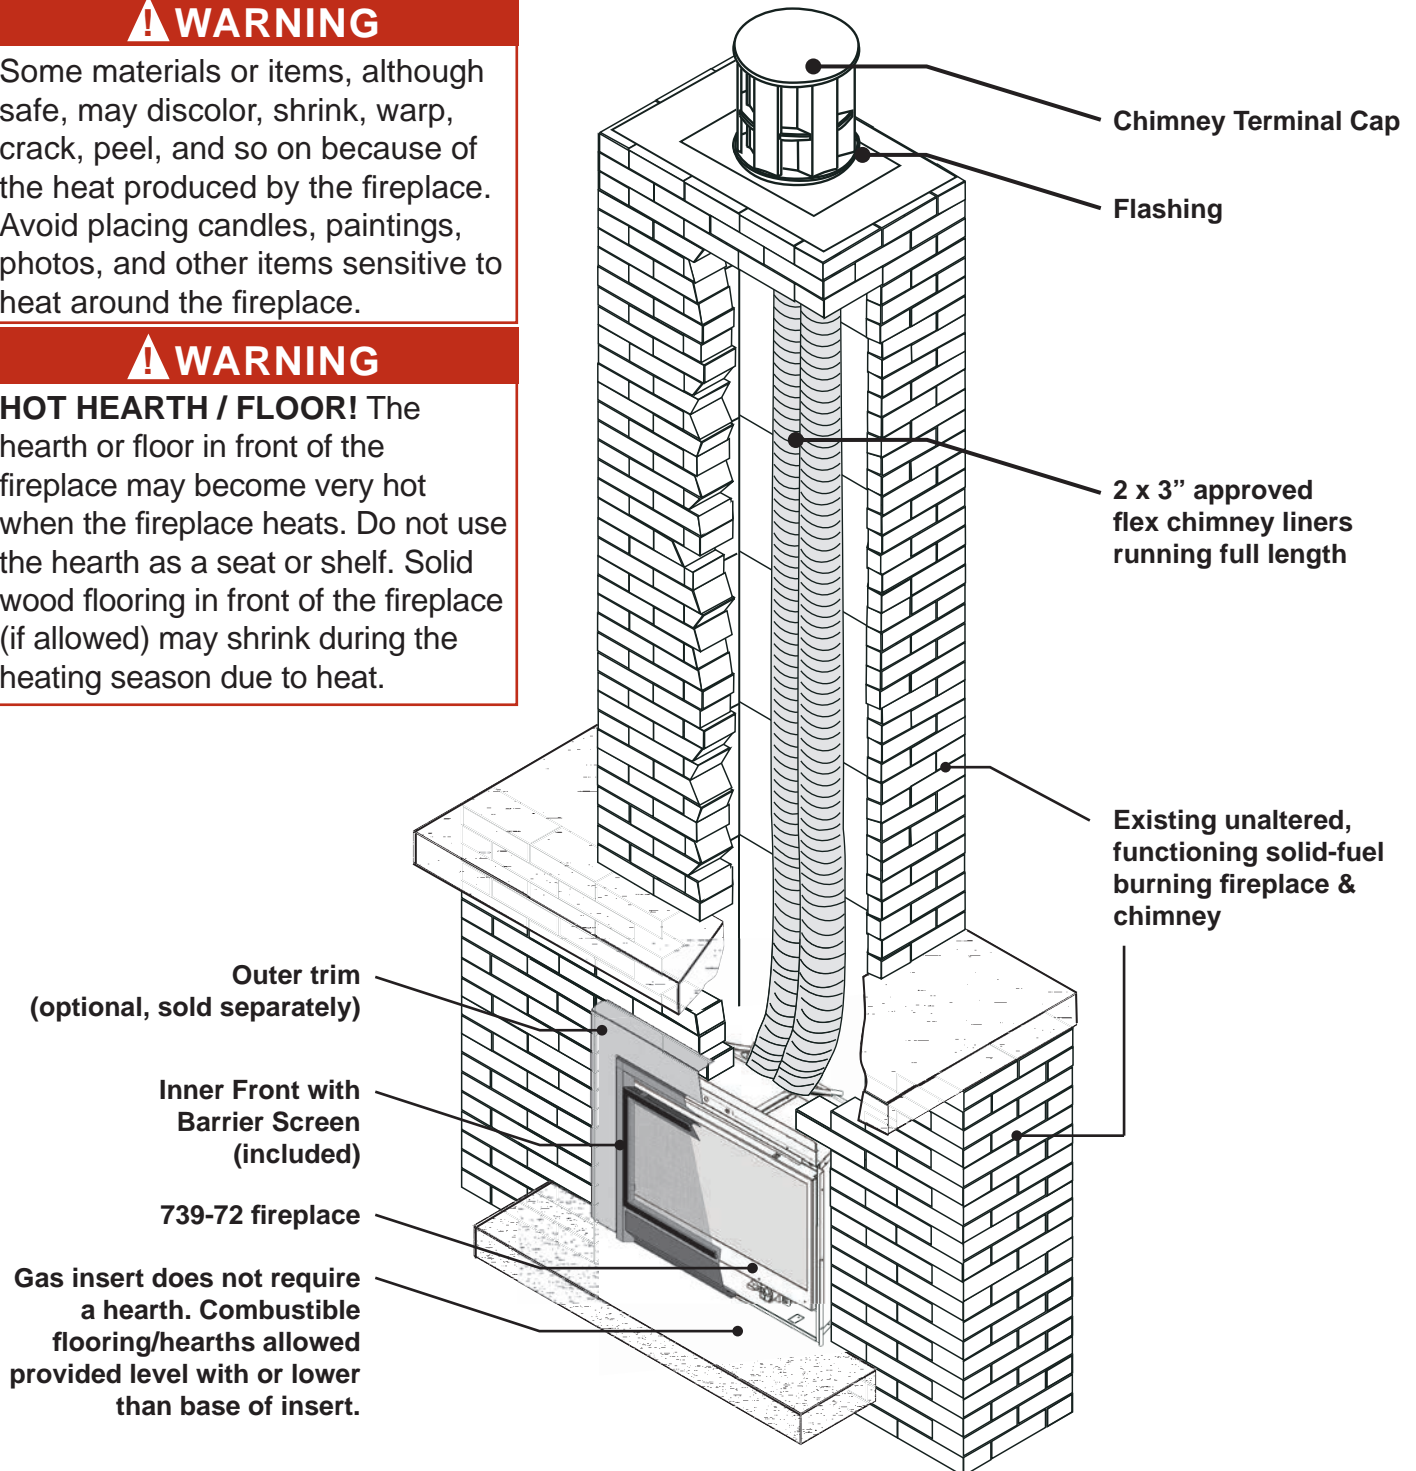 WARNING
Some materials or items, although
safe, may discolor, shrink, warp,
crack, peel, and so on because of
the heat produced by the fireplace.
Avoid placing candles, paintings,
photos, and other items sensitive to
heat around the fireplace.
WARNING
HOT HEARTH / FLOOR! The
hearth or floor in front of the
fireplace may become very hot
when the fireplace heats. Do not use
the hearth as a seat or shelf. Solid
wood flooring in front of the fireplace
(if allowed) may shrink during the
heating season due to heat.
Chimney Terminal Cap
Flashing
2 x 3” approved
flex chimney liners
running full length
Existing unaltered,
functioning solid-fuel
burning fireplace &
chimney
Outer trim
(optional, sold separately)
Inner Front with
Barrier Screen
(included)
739-72 fireplace
Gas insert does not require
a hearth. Combustible
flooring/hearths allowed
provided level with or lower
than base of insert.